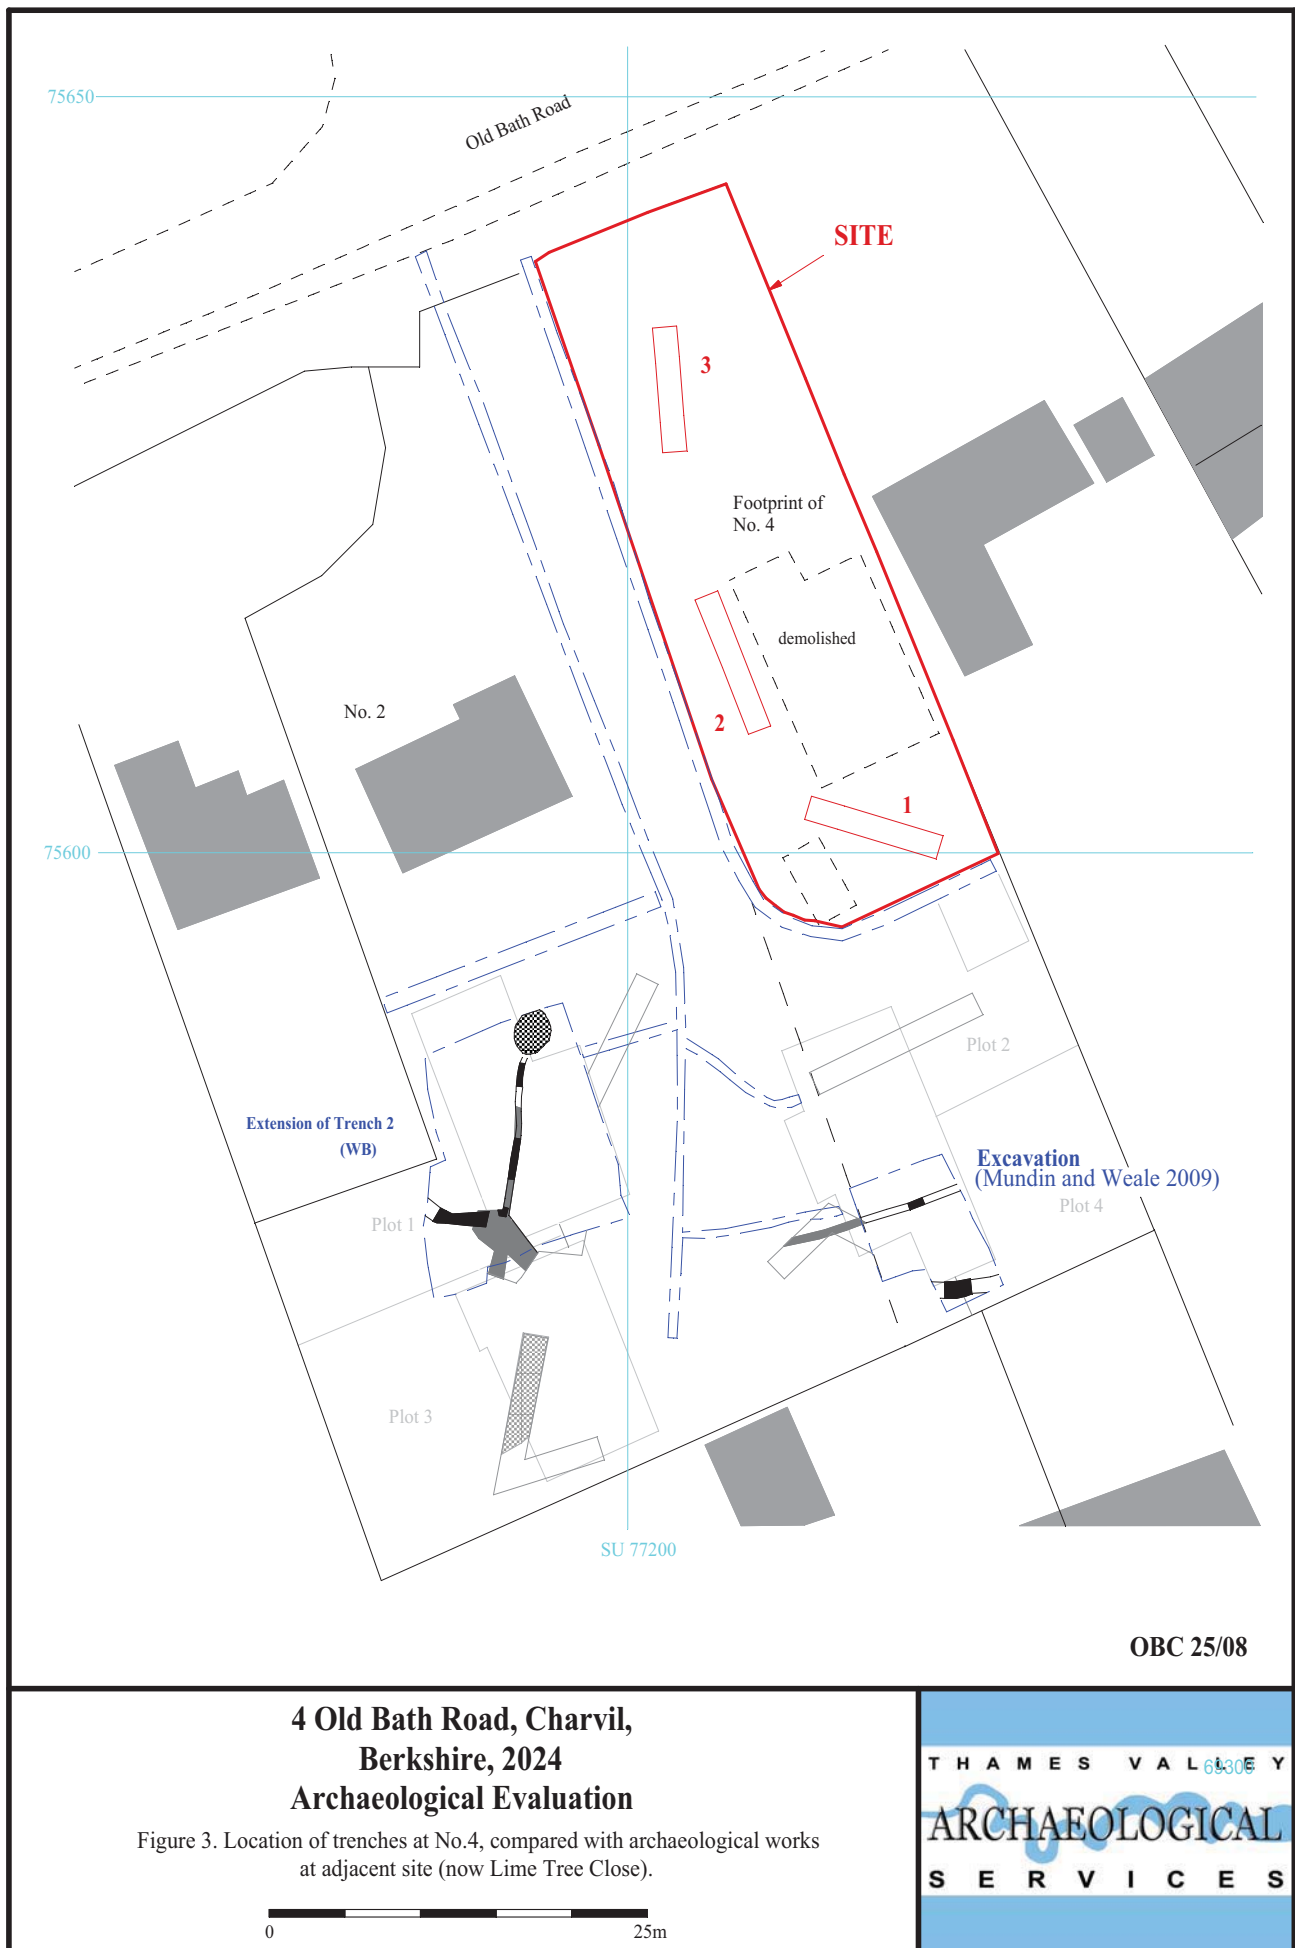 75650
Old Bath Road
SITE
3
Footprint of
No. 4
demolished
No. 2
2
1
75600
Plot 2
Extension of Trench 2
(WB)
Excavation
(Mundin and Weale 2009)
Plot 1
Plot 4
Plot 3
SU 77200
OBC 25/08
4 Old Bath Road, Charvil,
Berkshire, 2024
Archaeological Evaluation
Figure 3. Location of trenches at No.4, compared with archaeological works
at adjacent site (now Lime Tree Close).
0 25m
THAMES VALLEY
69300
ARCHAEOLOGICAL
SERVICES